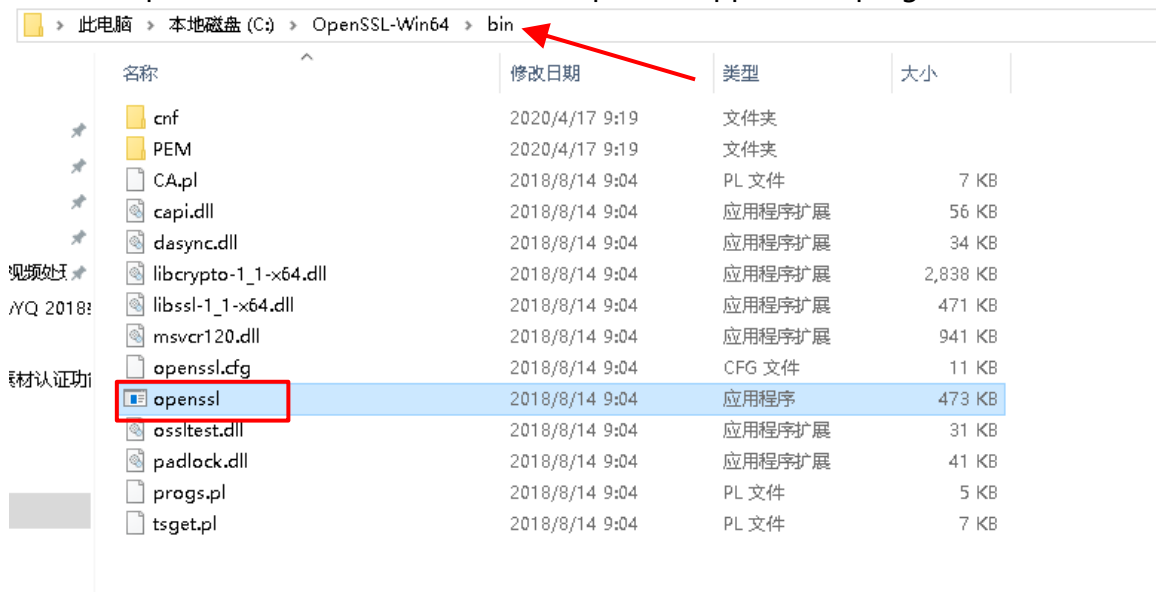 此电脑 > 本地磁盘 (C:) > OpenSSL-Win64 > bin
名称 修改日期 类型 大小
cnf 2020/4/17 9:19 文件夹
PEM 2020/4/17 9:19 文件夹
CA.pl 2018/8/14 9:04 PL 文件 7 KB
capi.dll 2018/8/14 9:04 应用程序扩展 56 KB
dasync.dll 2018/8/14 9:04 应用程序扩展 34 KB
libcrypto-1_1-x64.dll 2018/8/14 9:04 应用程序扩展 2,838 KB
libssl-1_1-x64.dll 2018/8/14 9:04 应用程序扩展 471 KB
2018
msvcr120.dll 2018/8/14 9:04 应用程序扩展 941 KB
openssl.cfg 2018/8/14 9:04 CFG 文件 11 KB
材认证功
openssl 2018/8/14 9:04 应用程序 473 KB
ossltest.dll 2018/8/14 9:04 应用程序扩展 31 KB
padlock.dll 2018/8/14 9:04 应用程序扩展 41 KB
progs.pl 2018/8/14 9:04 PL 文件 5 KB
tsget.pl 2018/8/14 9:04 PL 文件 7 KB